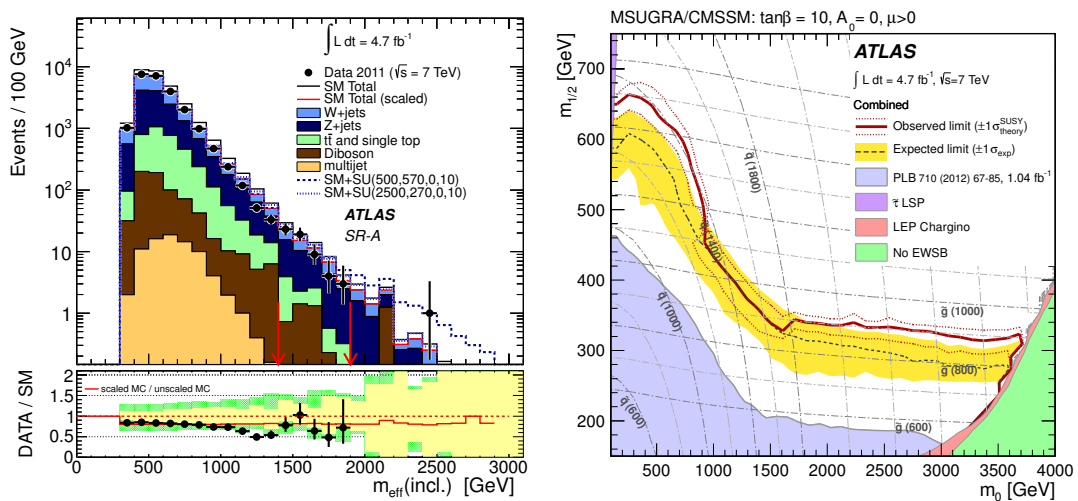 ∫L dt = 4.7 fb⁻¹
Data 2011 (√s = 7 TeV)
SM Total
SM Total (scaled)
W+jets
Z+jets
tt̄ and single top
Diboson
multijet
SM+SU(500,570,0,10)
SM+SU(2500,270,0,10)
ATLAS
SR-A
Events / 100 GeV
10⁴
10³
10²
10
1
scaled MC / unscaled MC
DATA / SM
2
1.5
1
0.5
0 500 1000 1500 2000 2500 3000
m_eff(incl.) [GeV]
MSUGRA/CMSSM: tanβ = 10, A₀= 0, μ>0
ATLAS
∫L dt = 4.7 fb⁻¹, √s=7 TeV
Combined
Observed limit (±1σ^SUSY_theory)
Expected limit (±1σ_exp)
PLB 710 (2012) 67-85, 1.04 fb⁻¹
τ̃ LSP
LEP Chargino
No EWSB
m₁/₂ [GeV]
700
600
500
400
300
200
q̃ (1800)
q̃ (1400)
q̃ (1000)
q̃ (600)
g̃ (1000)
g̃ (800)
g̃ (600)
500 1000 1500 2000 2500 3000 3500 4000
m₀ [GeV]